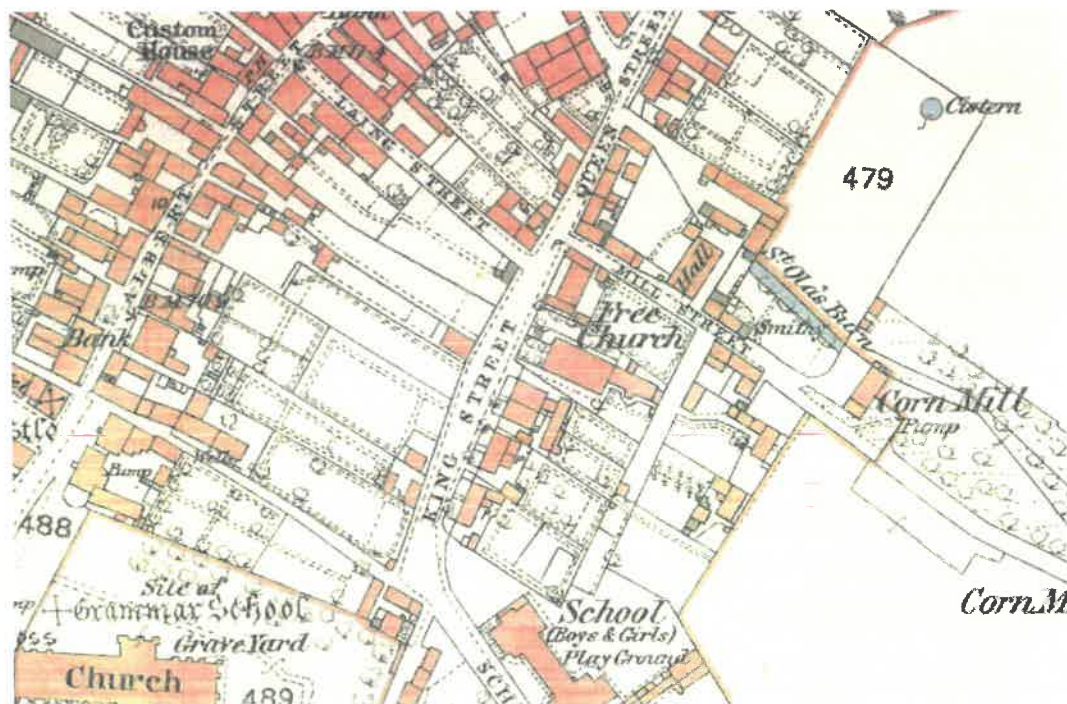 Custom
House
LAING STREET
QUEEN STREET
Cistern
479
St Olds Burn
Hall
MILL STREET
Smithy
Free
Church
Bank
Corn Mill
Pump
KING STREET
Pump
488
Site of
Grammar School
Grave Yard
School
(Boys & Girls)
Play Ground
Corn M
Church
489
SCH